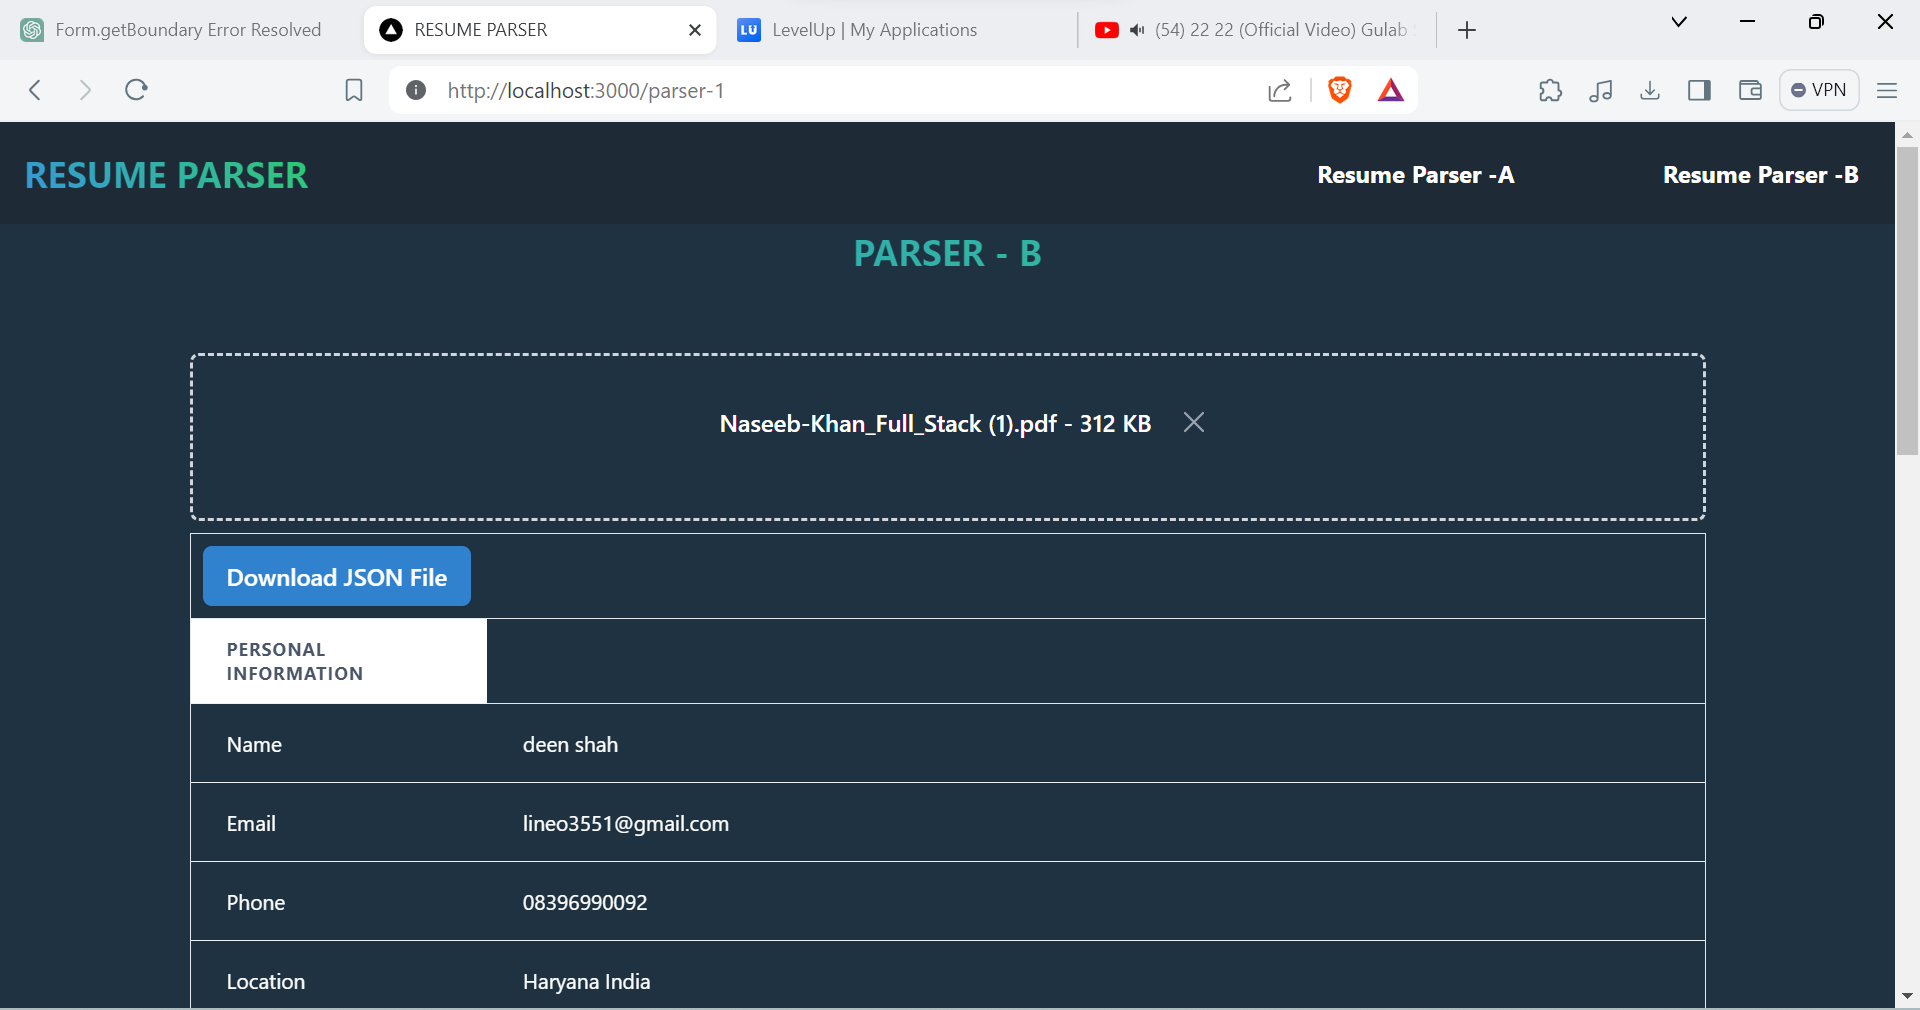 Form.getBoundary Error Resolved
RESUME PARSER
LU LevelUp | My Applications
(54) 22 22 (Official Video) Gulab
http://localhost:3000/parser-1
VPN
RESUME PARSER
Resume Parser -A
Resume Parser -B
PARSER - B
Naseeb-Khan_Full_Stack (1).pdf - 312 KB
Download JSON File
PERSONAL
INFORMATION
Name deen shah
Email lineo3551@gmail.com
Phone 08396990092
Location Haryana India